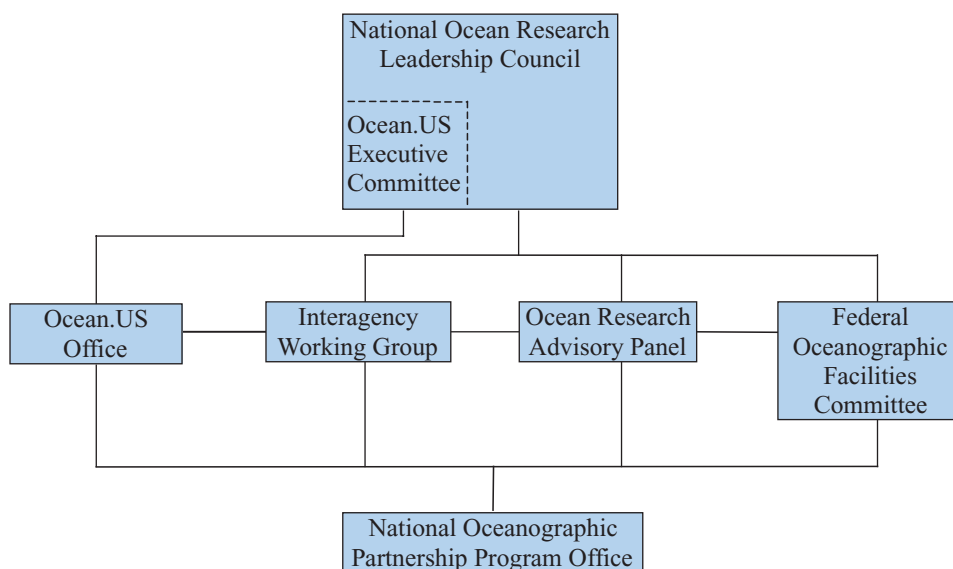 National Ocean Research
Leadership Council
Ocean.US
Executive
Committee
Ocean.US
Office
Interagency
Working Group
Ocean Research
Advisory Panel
Federal
Oceanographic
Facilities
Committee
National Oceanographic
Partnership Program Office